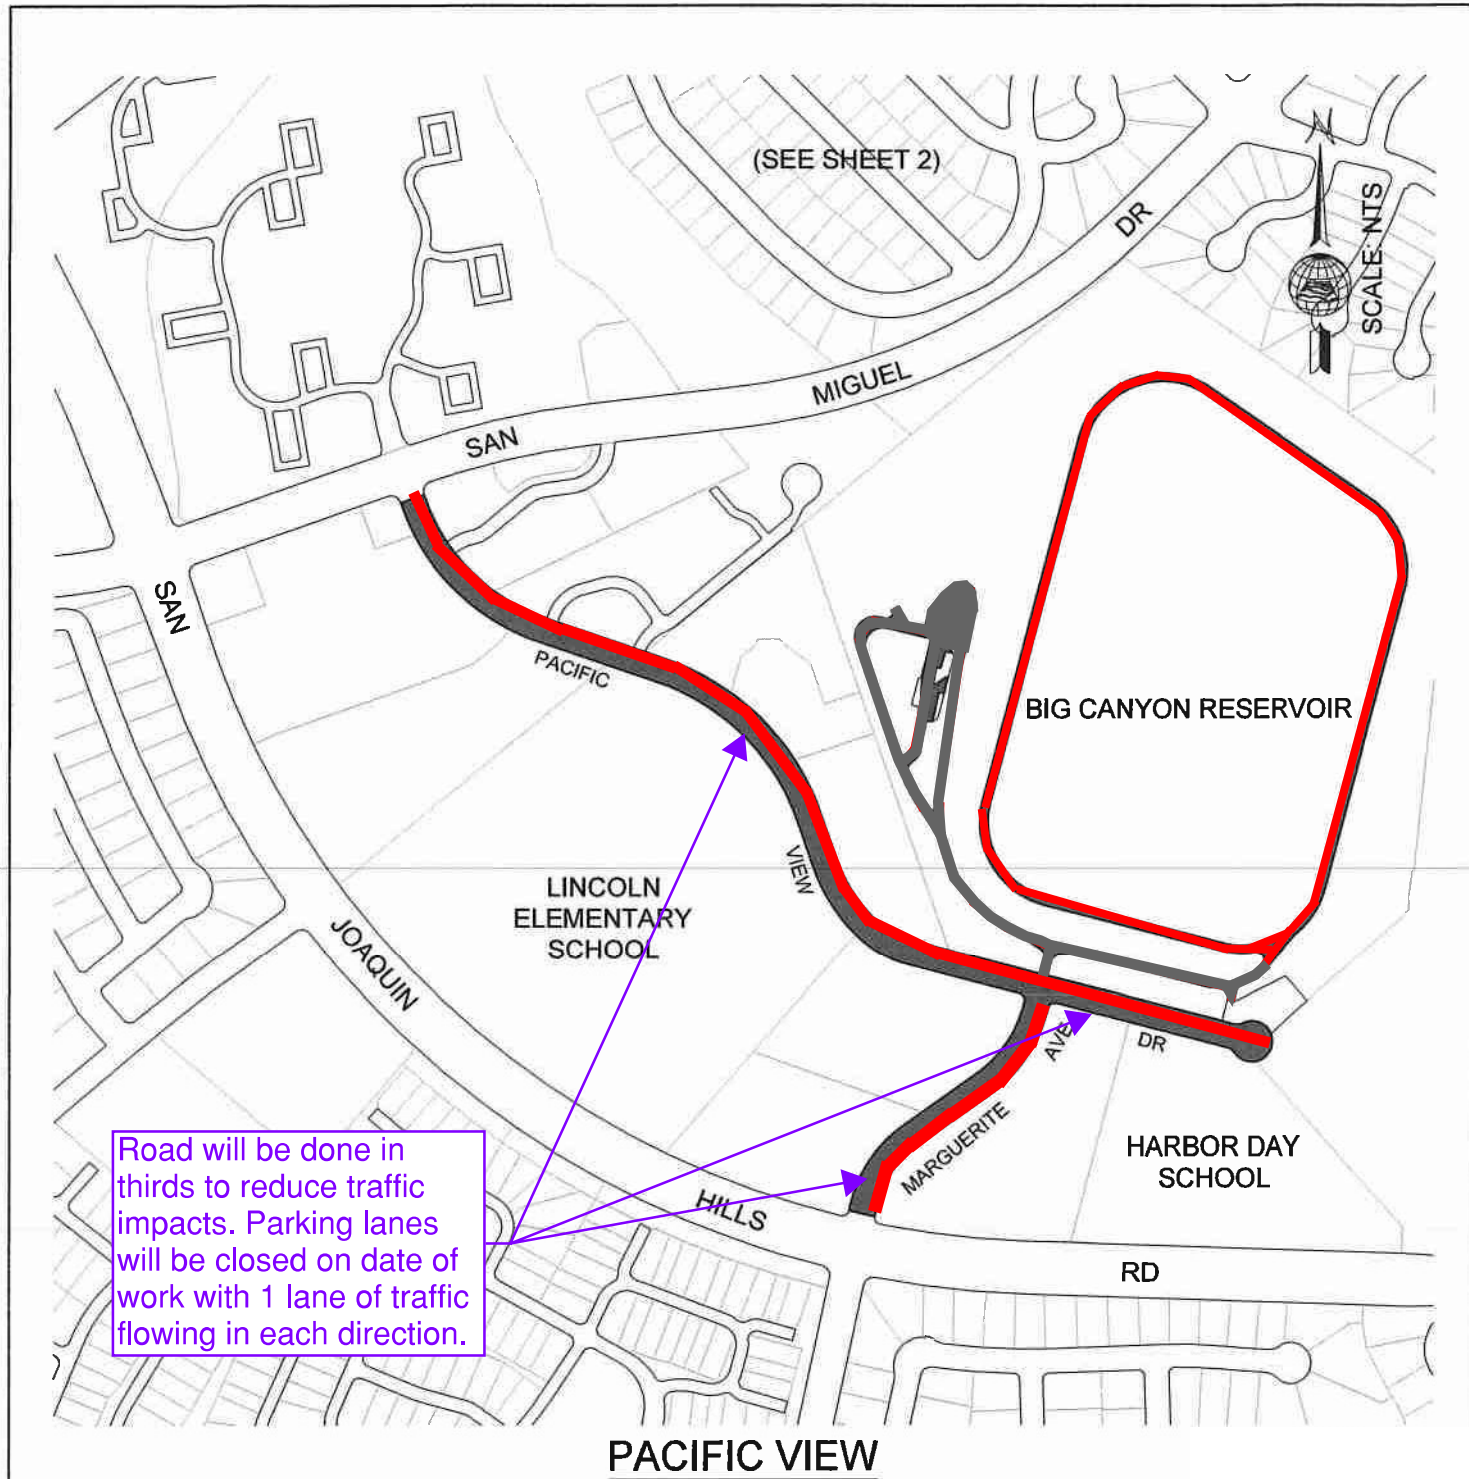 (SEE SHEET 2)
N
SCALE: NTS
DR
MIGUEL
SAN
SAN
PACIFIC
BIG CANYON RESERVOIR
VIEW
LINCOLN
ELEMENTARY
SCHOOL
JOAQUIN
AVE
DR
MARGUERITE
HARBOR DAY
SCHOOL
HILLS
RD
Road will be done in
thirds to reduce traffic
impacts. Parking lanes
will be closed on date of
work with 1 lane of traffic
flowing in each direction.
PACIFIC VIEW